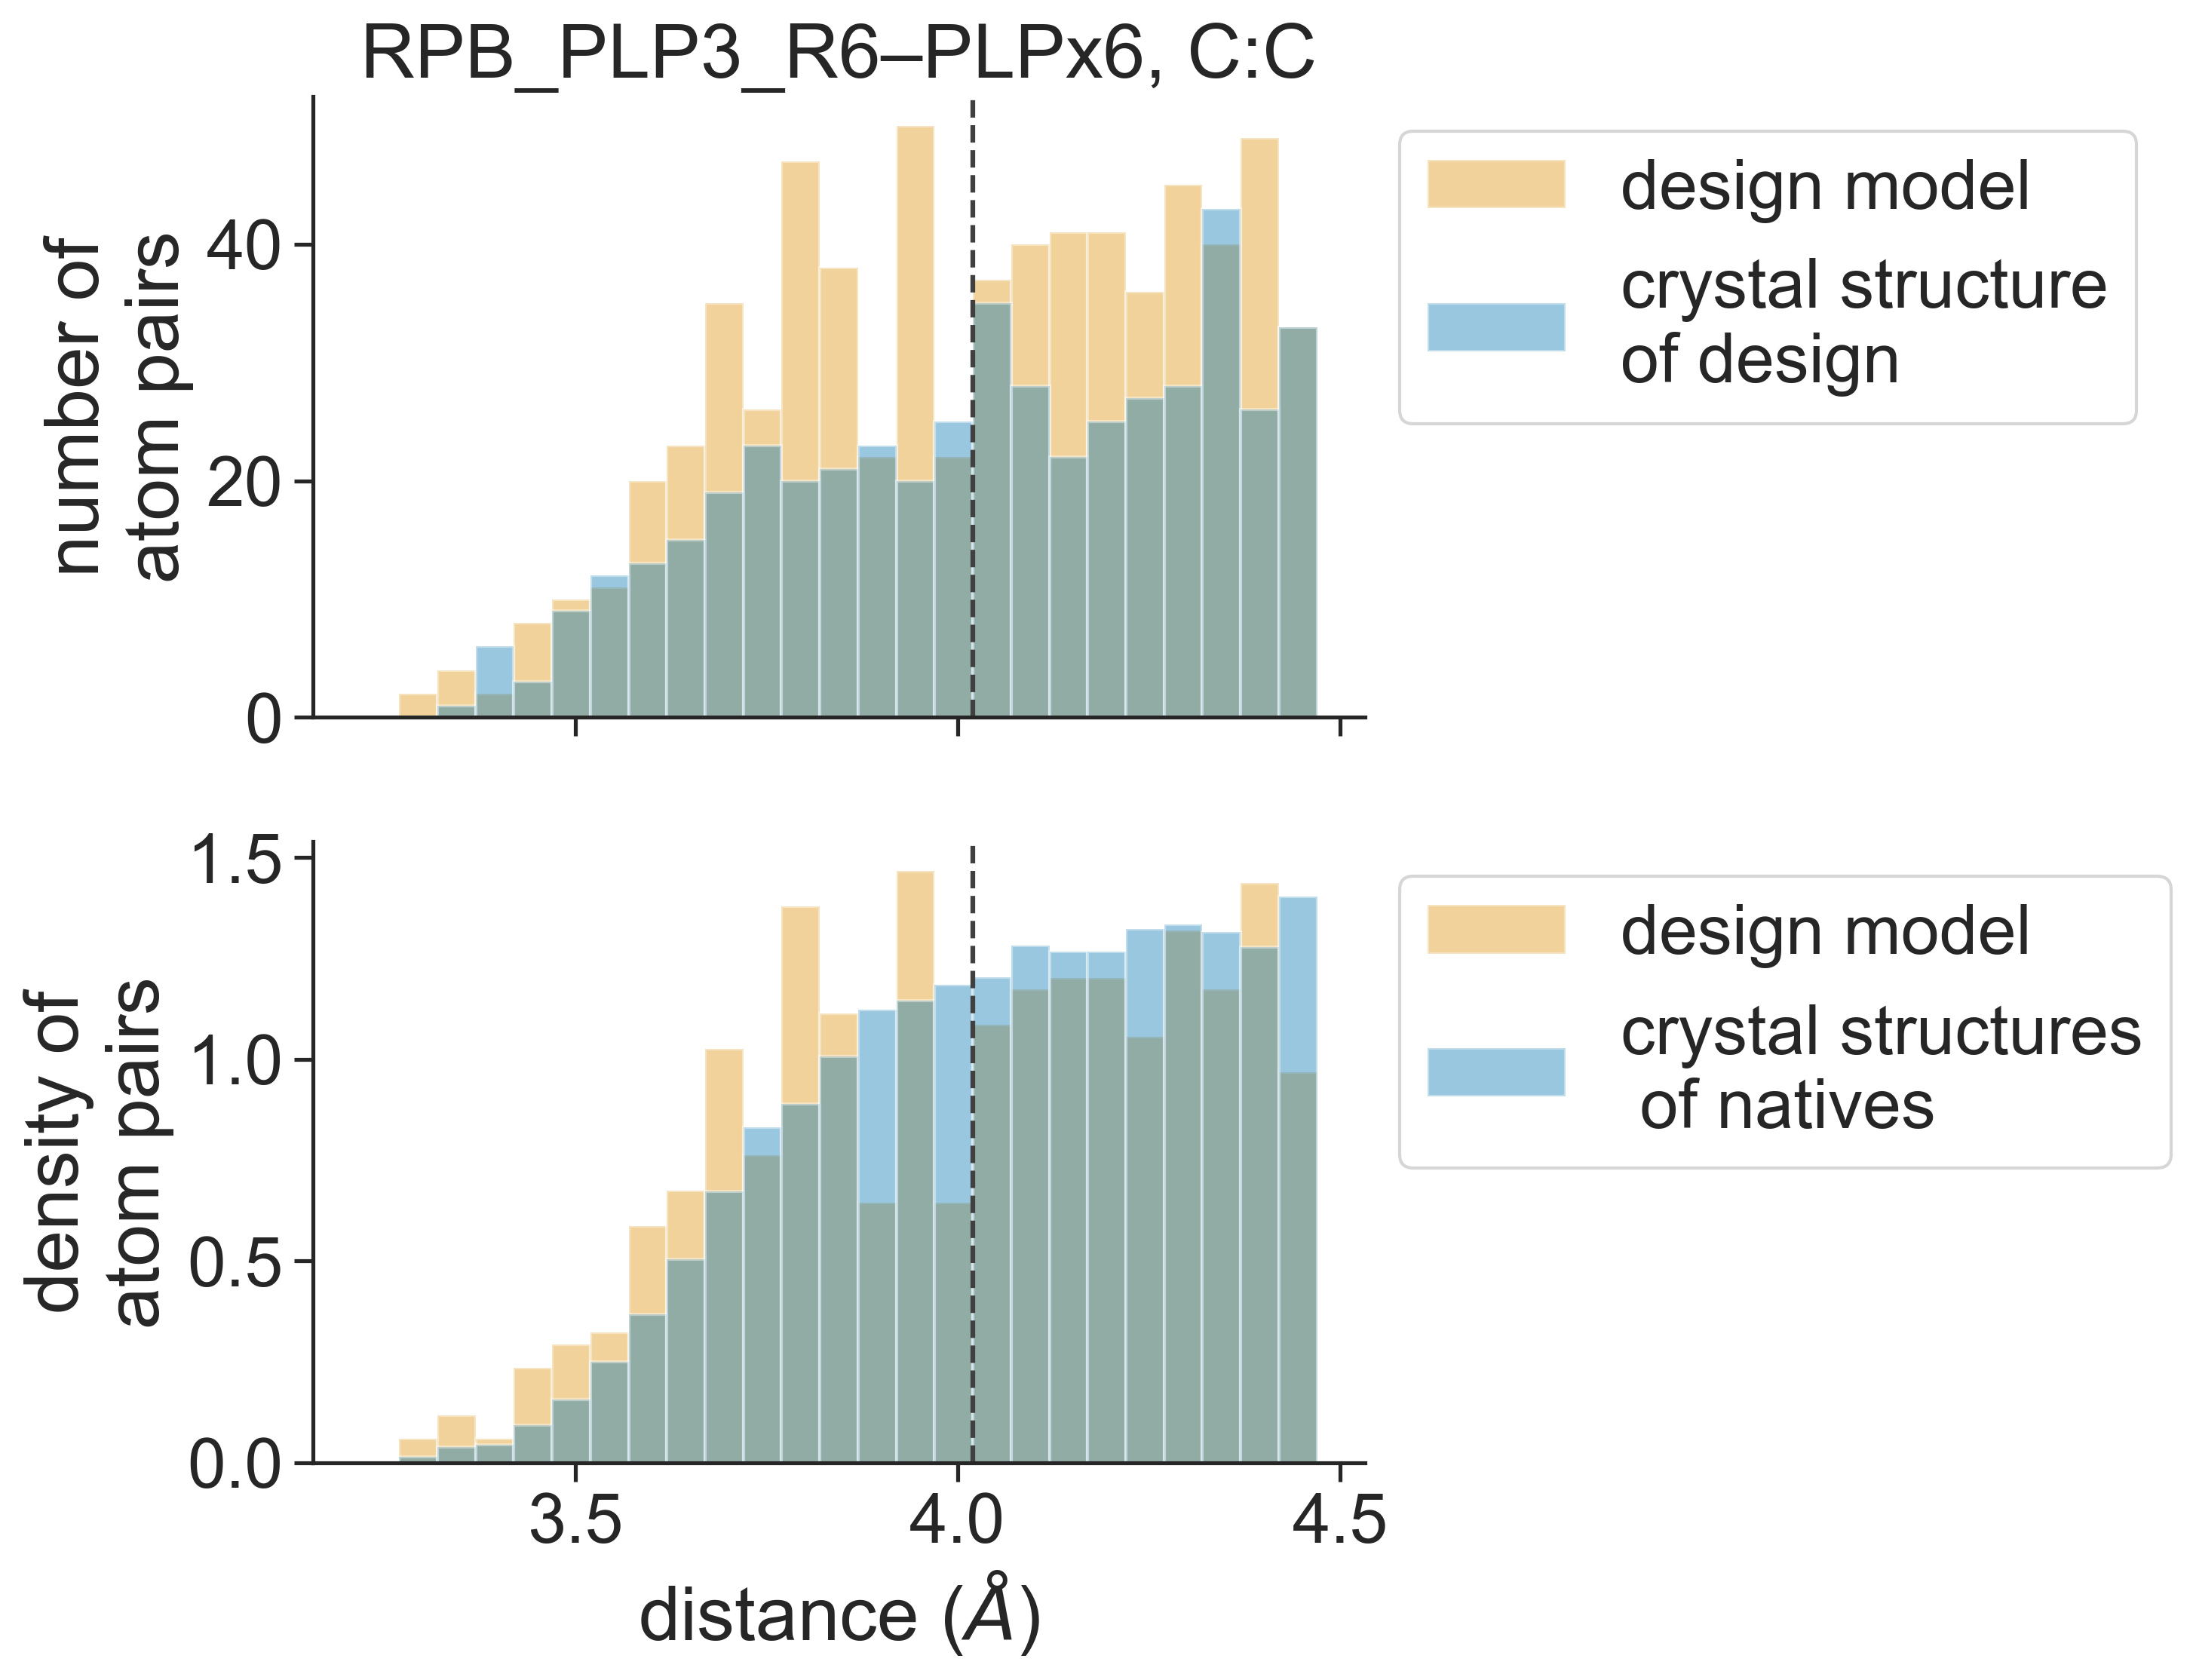 RPB_PLP3_R6–PLPx6, C:C
number of
atom pairs
40
20
0
design model
crystal structure
of design
density of
atom pairs
1.5
1.0
0.5
0.0
design model
crystal structures
of natives
3.5 4.0 4.5
distance (Å)